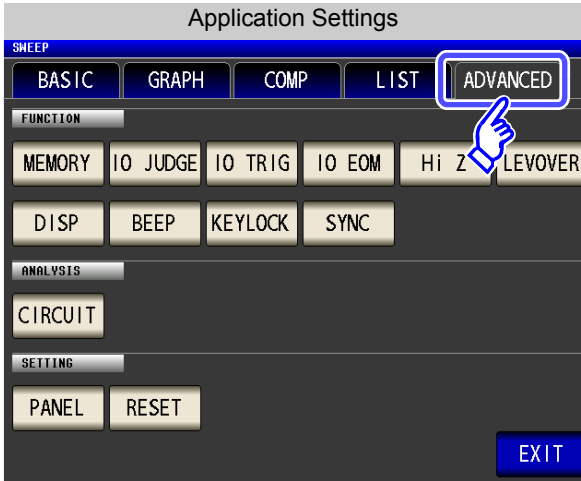 Application Settings
SWEEP
BASIC GRAPH COMP LIST ADVANCED
FUNCTION
MEMORY IO JUDGE IO TRIG IO EOM Hi Z LEVOVER
DISP BEEP KEYLOCK SYNC
ANALYSIS
CIRCUIT
SETTING
PANEL RESET
EXIT